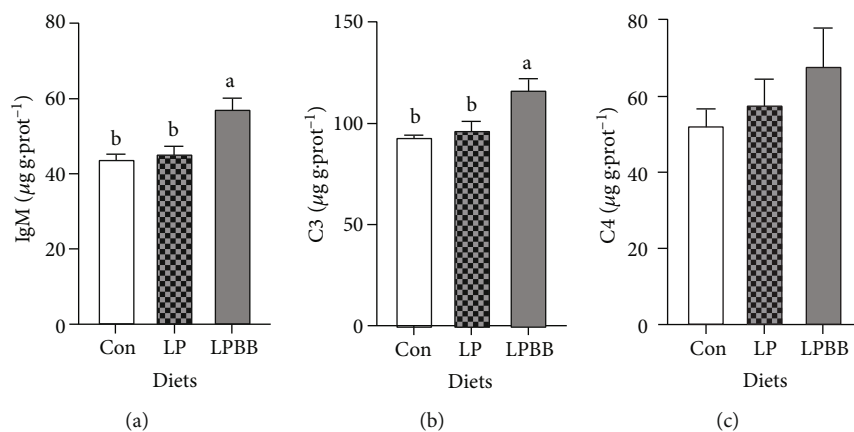 80
60
40
20
0
IgM (μg g·prot⁻¹)
b
b
a
Con LP LPBB
Diets
(a)
150
100
50
0
C3 (μg g·prot⁻¹)
b
b
a
Con LP LPBB
Diets
(b)
80
60
40
20
0
C4 (μg g·prot⁻¹)
Con LP LPBB
Diets
(c)